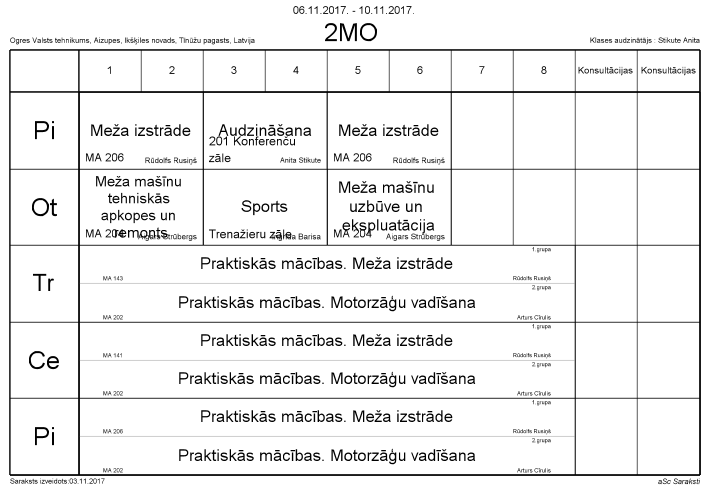 06.11.2017. - 10.11.2017.
2MO
Ogres Valsts tehnikums, Aizupes, Ikšķiles novads, Tīnūžu pagasts, Latvija
Klases audzinātājs : Stikute Anita
1 2 3 4 5 6 7 8 Konsultācijas Konsultācijas
Pi
Meža izstrāde
MA 206 Rūdolfs Rusiņš
Audzināšana
201 Konferenču
zāle Anita Stikute
Meža izstrāde
MA 206 Rūdolfs Rusiņš
Ot
Meža mašīnu
tehniskās
apkopes un
remonts
MA 204 Aigars Strūbergs
Sports
Trenažieru zāle Barisa
Meža mašīnu
uzbūve un
ekspluatācija
MA 204 Aigars Strūbergs
Tr
1.grupa
Praktiskās mācības. Meža izstrāde
MA 143 Rūdolfs Rusiņš
2.grupa
Praktiskās mācības. Motorzāģu vadīšana
MA 202 Arturs Cīrulis
Ce
1.grupa
Praktiskās mācības. Meža izstrāde
MA 141 Rūdolfs Rusiņš
2.grupa
Praktiskās mācības. Motorzāģu vadīšana
MA 202 Arturs Cīrulis
Pi
1.grupa
Praktiskās mācības. Meža izstrāde
MA 206 Rūdolfs Rusiņš
2.grupa
Praktiskās mācības. Motorzāģu vadīšana
MA 202 Arturs Cīrulis
Saraksts izveidots:03.11.2017
aSc Saraksti